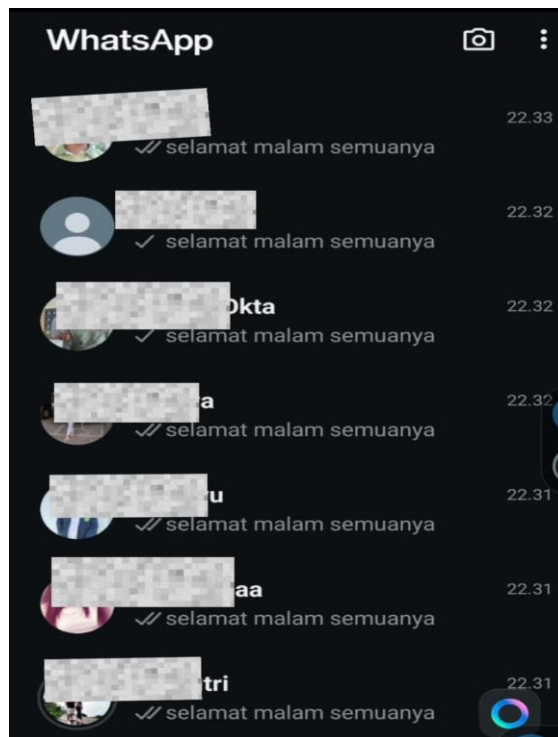 WhatsApp
22.33
selamat malam semuanya
22.32
selamat malam semuanya
Okta 22.32
selamat malam semuanya
a 22.32
selamat malam semuanya
u 22.31
selamat malam semuanya
aa 22.31
selamat malam semuanya
tri 22.31
selamat malam semuanya